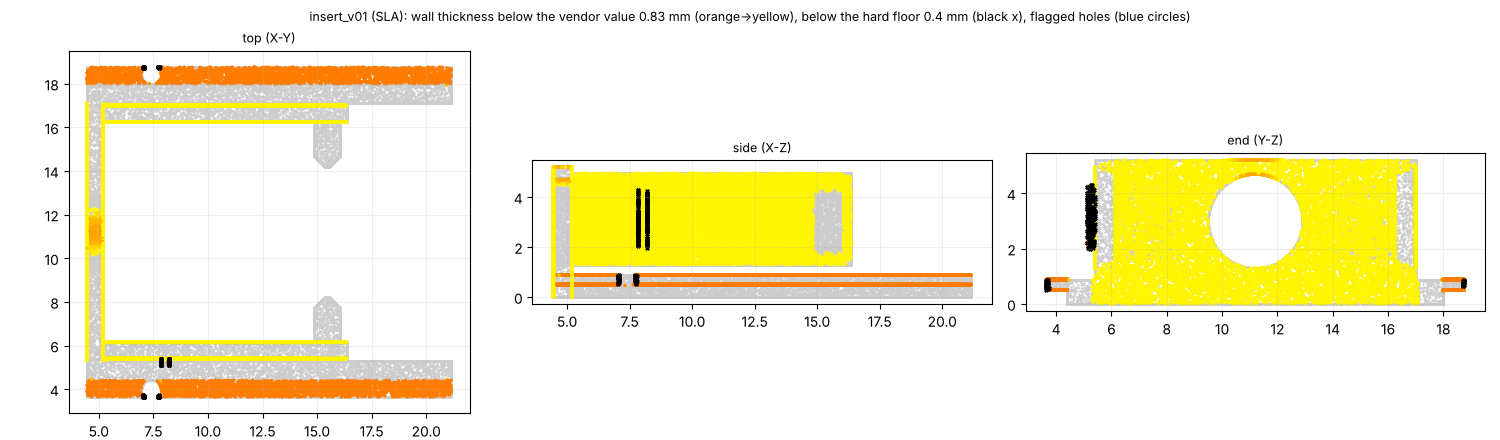 insert_v01 (SLA): wall thickness below the vendor value 0.83 mm (orange→yellow), below the hard floor 0.4 mm (black x), flagged holes (blue circles)
top (X-Y)
18
16
14
12
10
8
6
4
5.0 7.5 10.0 12.5 15.0 17.5 20.0
side (X-Z)
4
2
0
5.0 7.5 10.0 12.5 15.0 17.5 20.0
end (Y-Z)
4
2
0
4 6 8 10 12 14 16 18